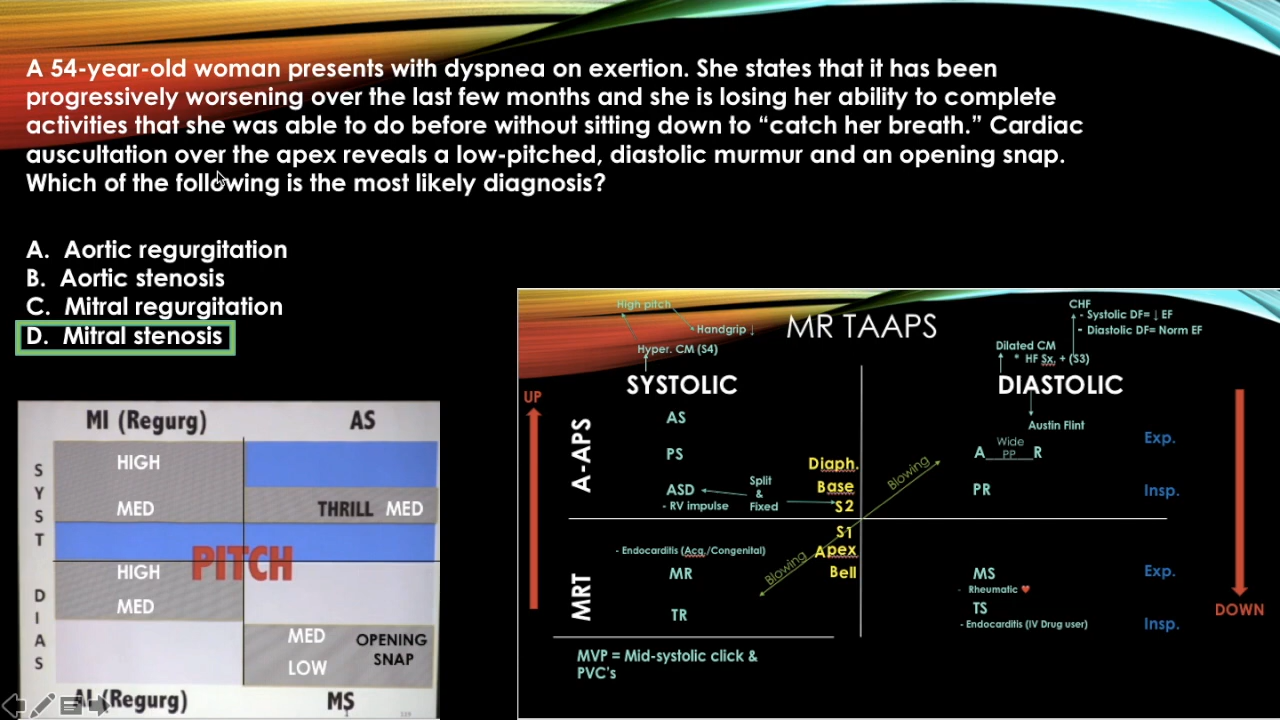 A 54-year-old woman presents with dyspnea on exertion. She states that it has been
progressively worsening over the last few months and she is losing her ability to complete
activities that she was able to do before without sitting down to “catch her breath.” Cardiac
auscultation over the apex reveals a low-pitched, diastolic murmur and an opening snap.
Which of the following is the most likely diagnosis?
A. Aortic regurgitation
B. Aortic stenosis
C. Mitral regurgitation
D. Mitral stenosis
MI (Regurg) AS
SYST
HIGH
MED THRILL MED
PITCH
DIAS
HIGH
MED
MED OPENING
LOW SNAP
AI (Regurg) MS
MR TAAPS
High pitch
Handgrip ↓
Hyper. CM (S4)
CHF
- Systolic DF= ↓ EF
- Diastolic DF= Norm EF
Dilated CM
* HF Sx. + (S3)
SYSTOLIC DIASTOLIC
UP
Austin Flint
A-APS
AS
PS
ASD
- RV impulse
Split
&
Fixed
Diaph.
Base
S2
Blowing
Wide
A PP R Exp.
PR Insp.
S1
Apex
Bell
Blowing
MRT
- Endocarditis (Acq./Congenital)
MR
TR
MS Exp.
- Rheumatic ♥
TS Insp.
- Endocarditis (IV Drug user)
DOWN
MVP = Mid-systolic click &
PVC's